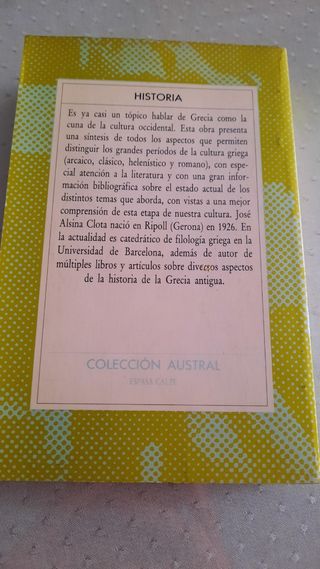 HISTORIA
Es ya casi un tópico hablar de Grecia como la
cuna de la cultura occidental. Esta obra presenta
una síntesis de todos los aspectos que permiten
distinguir los grandes períodos de la cultura griega
(arcaico, clásico, helenístico y romano), con espe-
cial atención a la literatura y con una gran infor-
mación bibliográfica sobre el estado actual de los
distintos temas que aborda, con vistas a una mejor
comprensión de esta etapa de nuestra cultura. José
Alsina Clota nació en Ripoll (Gerona) en 1926. En
la actualidad es catedrático de filología griega en la
Universidad de Barcelona, además de autor de
múltiples libros y artículos sobre diversos aspectos
de la historia de la Grecia antigua.
COLECCIÓN AUSTRAL
ESPASA CALPE